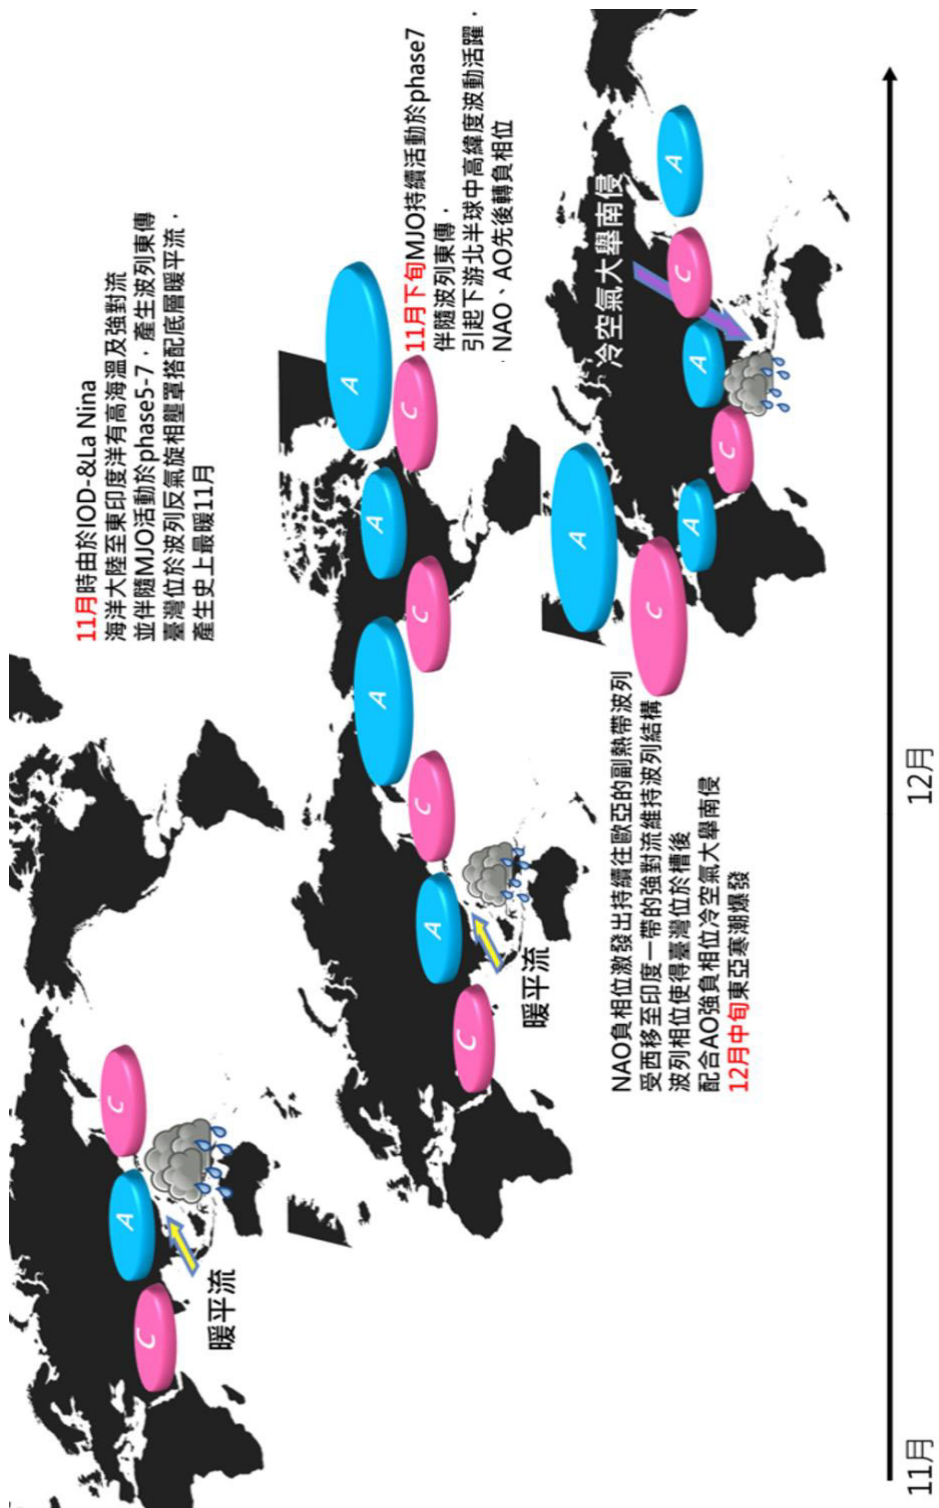 11月時由於IOD-&La Nina
海洋大陸至東印度洋有高海溫及強對流
並伴隨MJO活動於phase5-7,產生波列東傳
臺灣位於波列反氣旋相壟罩搭配底層暖平流,
產生史上最暖11月
C
A
C
暖平流
11月下旬MJO持續活動於phase7
伴隨波列東傳,
引起下游北半球中高緯度波動活躍,
NAO、AO先後轉負相位
C
A
C
A
C
A
C
A
暖平流
NAO負相位激發出持續往歐亞的副熱帶波列
受西移至印度一帶的強對流維持波列結構
波列相位使得臺灣位於槽後
配合AO強負相位冷空氣大舉南侵
12月中旬東亞寒潮爆發
冷空氣大舉南侵
A
C
A
C
A
C
A
11月
12月